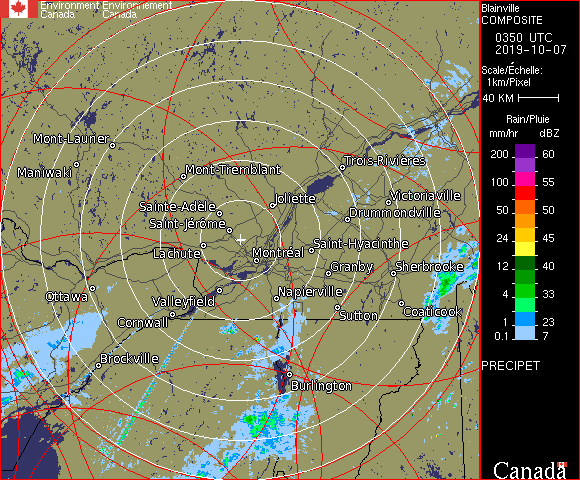 Environment Environnement
Canada Canada
Blainville
COMPOSITE
0350 UTC
2019-10-07
Scale/Échelle:
1km/Pixel
40 KM
Rain/Pluie
mm/hr dBZ
200 60
100 55
50 50
24 45
12 40
4 33
1 23
0.1 7
PRECIPET
Canada
Mont-Laurier
Maniwaki
Mont-Tremblant
Trois-Rivières
Joliette
Victoriaville
Sainte-Adèle
Drummondville
Saint-Jérôme
Saint-Hyacinthe
Lachute
Montréal
Granby
Sherbrooke
Ottawa
Valleyfield
Napierville
Coaticook
Cornwall
Sutton
Brockville
Burlington